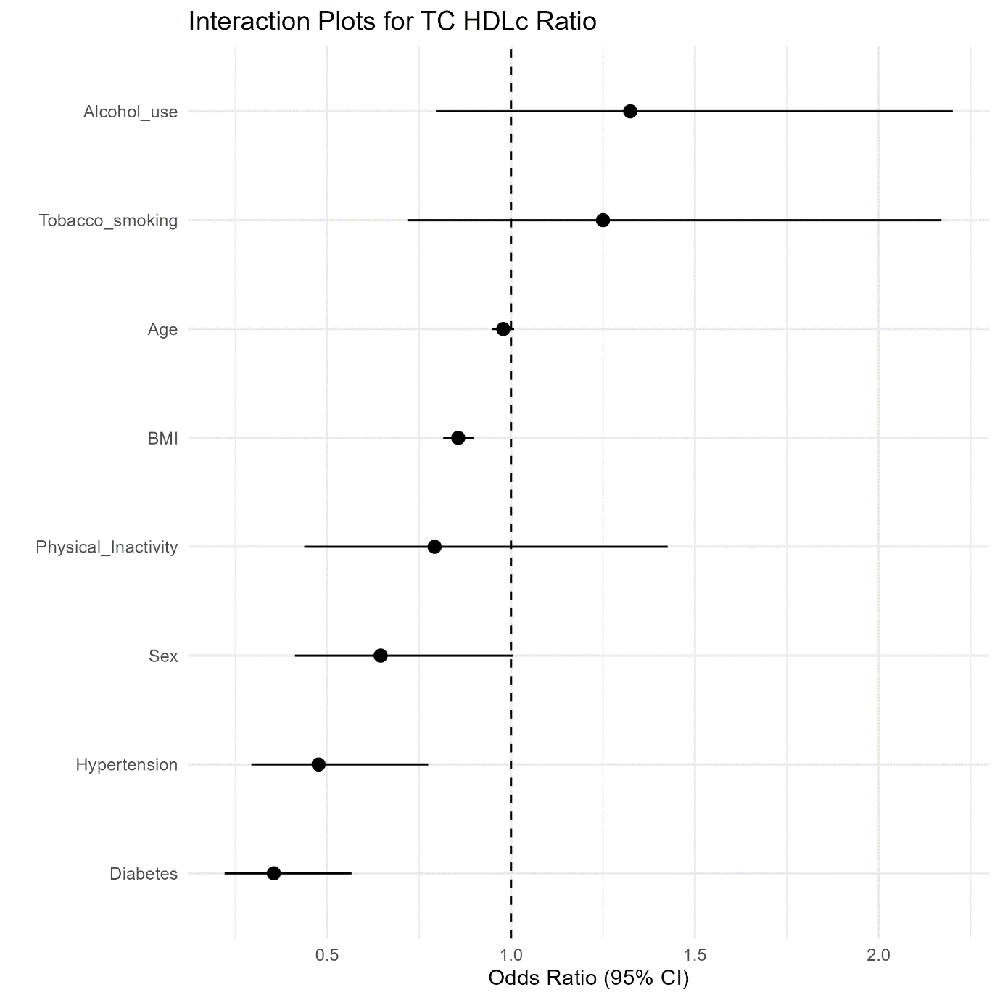 Interaction Plots for TC HDLc Ratio
Alcohol_use
Tobacco_smoking
Age
BMI
Physical_Inactivity
Sex
Hypertension
Diabetes
0.5 1.0 1.5 2.0
Odds Ratio (95% CI)